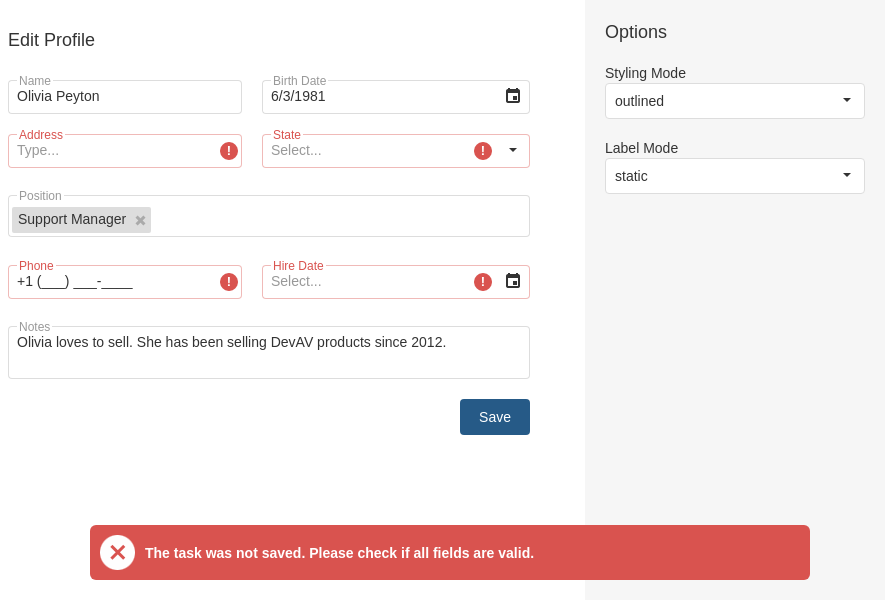 Edit Profile
Name
Olivia Peyton
Birth Date
6/3/1981
Address
Type...
State
Select...
Position
Support Manager
Phone
+1 (___) ___-____
Hire Date
Select...
Notes
Olivia loves to sell. She has been selling DevAV products since 2012.
Save
Options
Styling Mode
outlined
Label Mode
static
The task was not saved. Please check if all fields are valid.